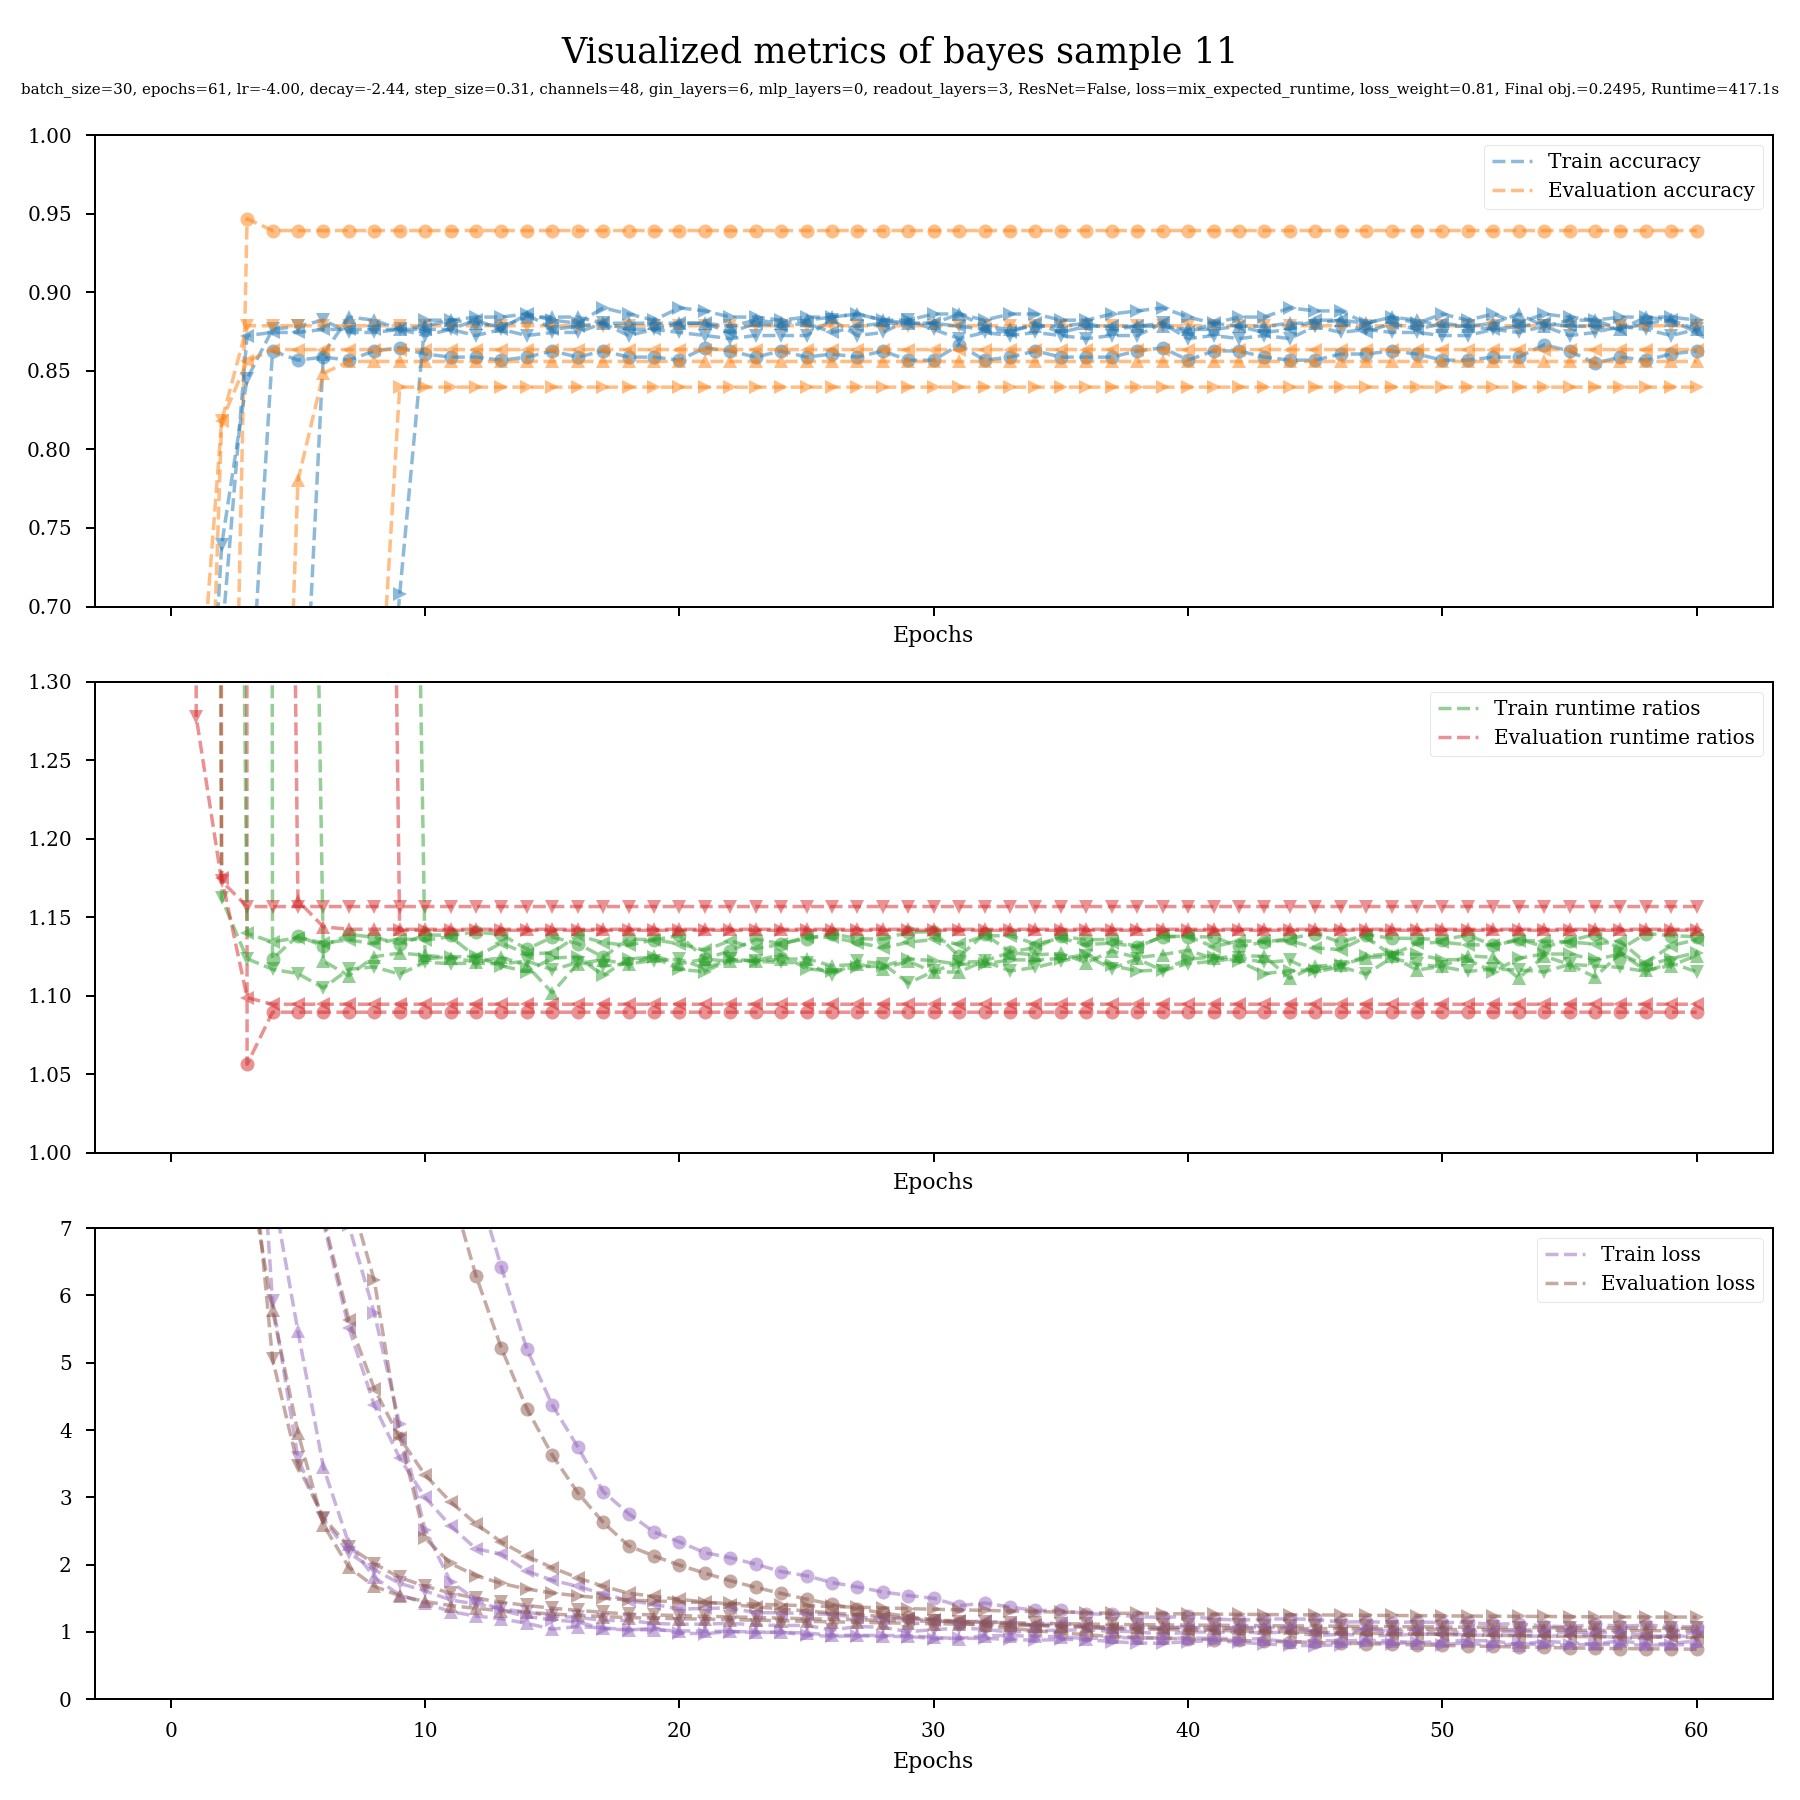 Visualized metrics of bayes sample 11
batch_size=30, epochs=61, lr=-4.00, decay=-2.44, step_size=0.31, channels=48, gin_layers=6, mlp_layers=0, readout_layers=3, ResNet=False, loss=mix_expected_runtime, loss_weight=0.81, Final obj.=0.2495, Runtime=417.1s
1.00
0.95
0.90
0.85
0.80
0.75
0.70
Train accuracy
Evaluation accuracy
Epochs
1.30
1.25
1.20
1.15
1.10
1.05
1.00
Train runtime ratios
Evaluation runtime ratios
Epochs
7
6
5
4
3
2
1
0
Train loss
Evaluation loss
0 10 20 30 40 50 60
Epochs